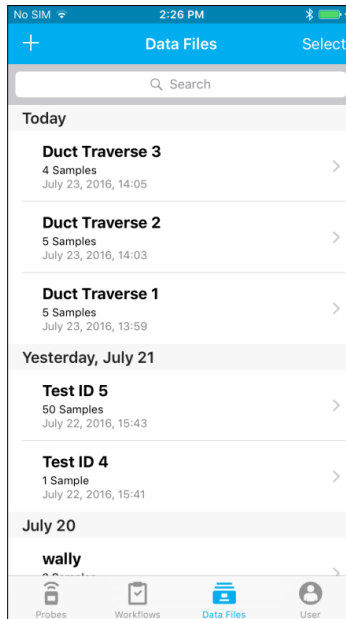 No SIM 2:26 PM
Data Files Select
Search
Today
Duct Traverse 3
4 Samples
July 23, 2016, 14:05
Duct Traverse 2
5 Samples
July 23, 2016, 14:03
Duct Traverse 1
5 Samples
July 23, 2016, 13:59
Yesterday, July 21
Test ID 5
50 Samples
July 22, 2016, 15:43
Test ID 4
1 Sample
July 22, 2016, 15:41
July 20
wally
Probes Workflows Data Files User